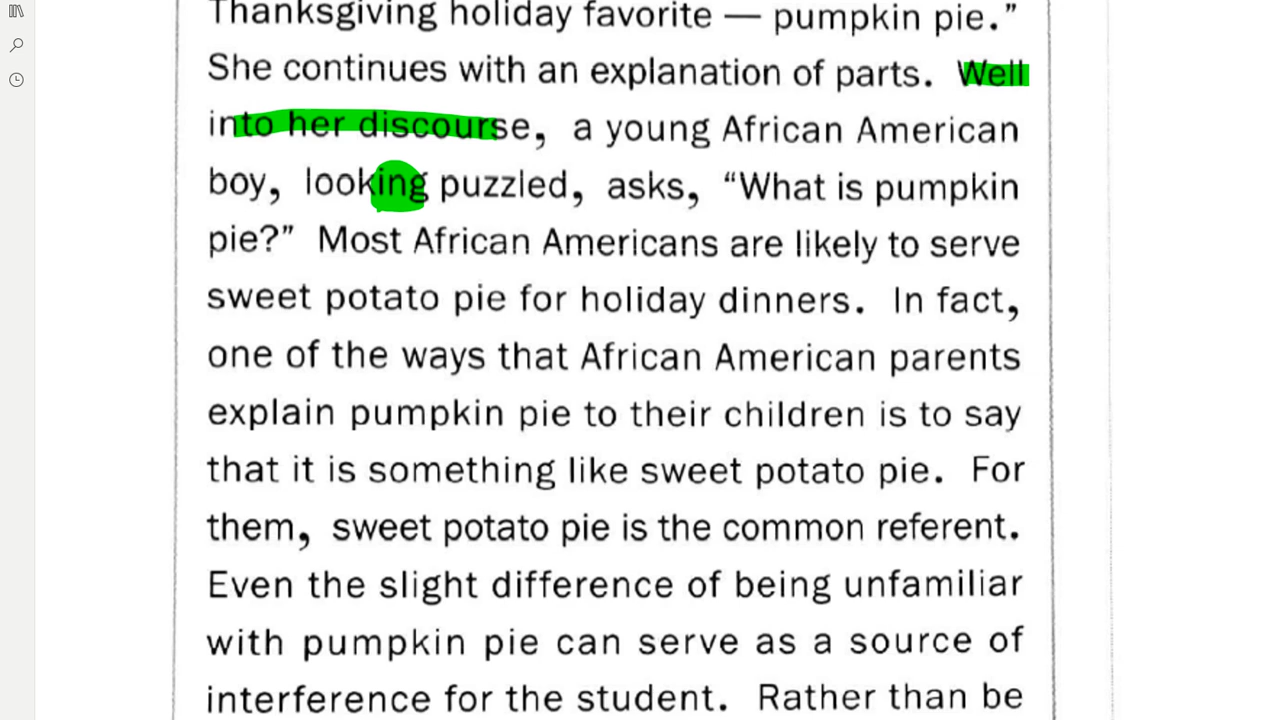 Thanksgiving holiday favorite — pumpkin pie.”
She continues with an explanation of parts. Well
into her discourse, a young African American
boy, looking puzzled, asks, “What is pumpkin
pie?” Most African Americans are likely to serve
sweet potato pie for holiday dinners. In fact,
one of the ways that African American parents
explain pumpkin pie to their children is to say
that it is something like sweet potato pie. For
them, sweet potato pie is the common referent.
Even the slight difference of being unfamiliar
with pumpkin pie can serve as a source of
interference for the student. Rather than be